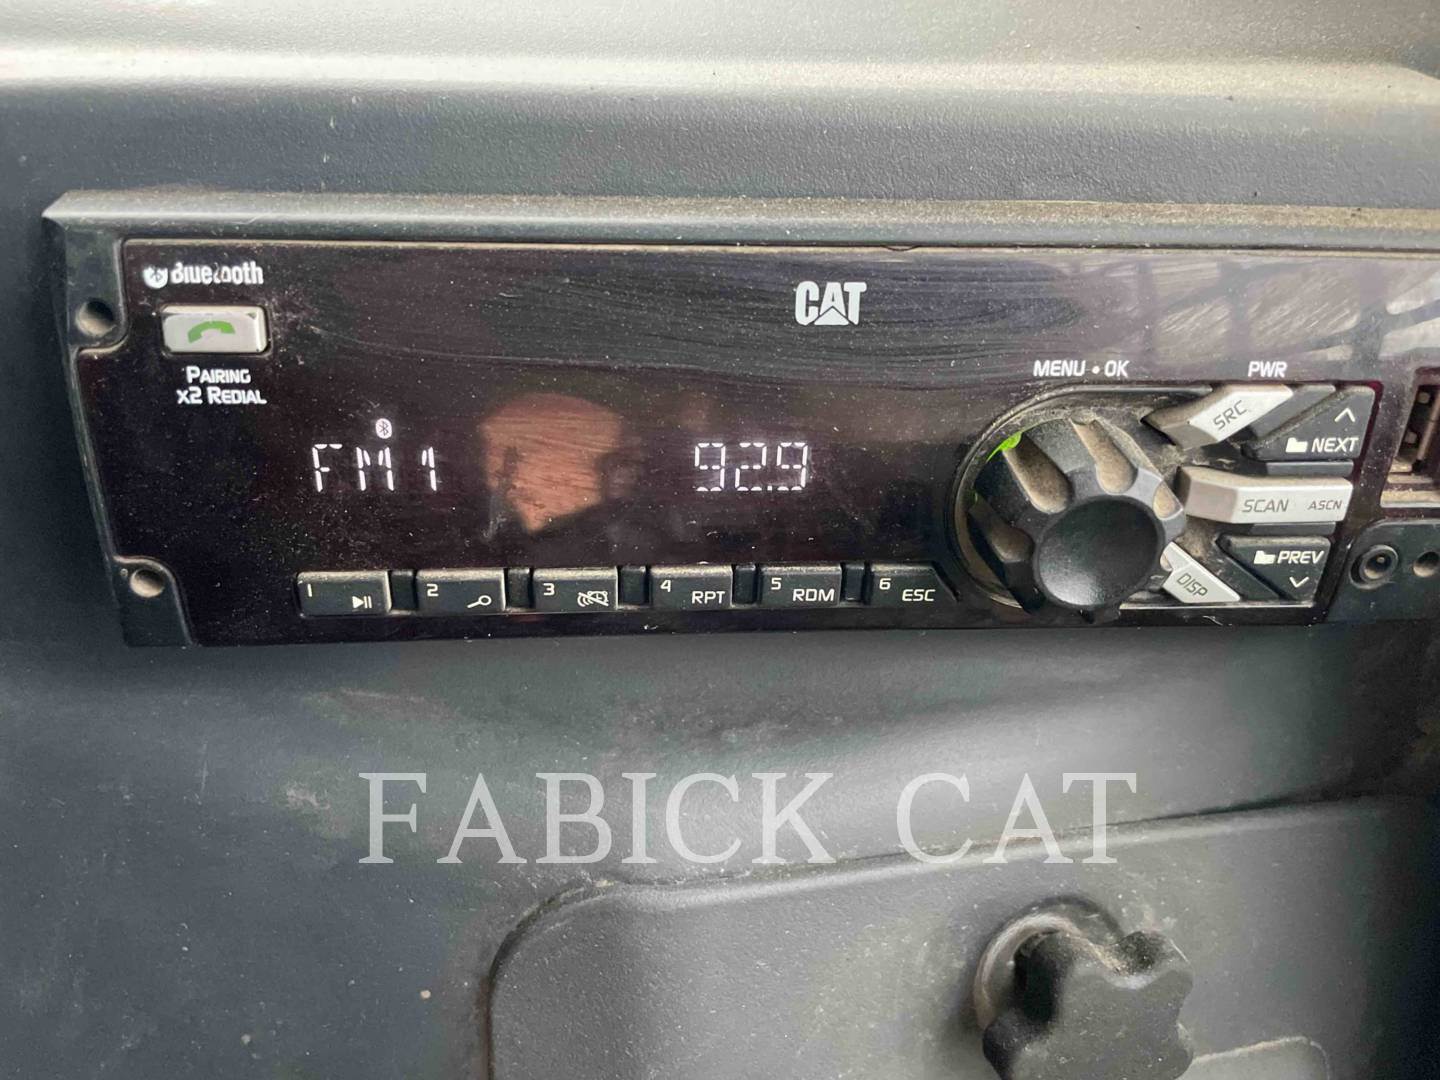 Bluetooth
CAT
PAIRING
X2 REDIAL
MENU • OK
PWR
SRC
NEXT
FM1
92.9
SCAN ASCN
PREV
DISP
1
2
3
4 RPT
5 RDM
6 ESC
FABICK CAT